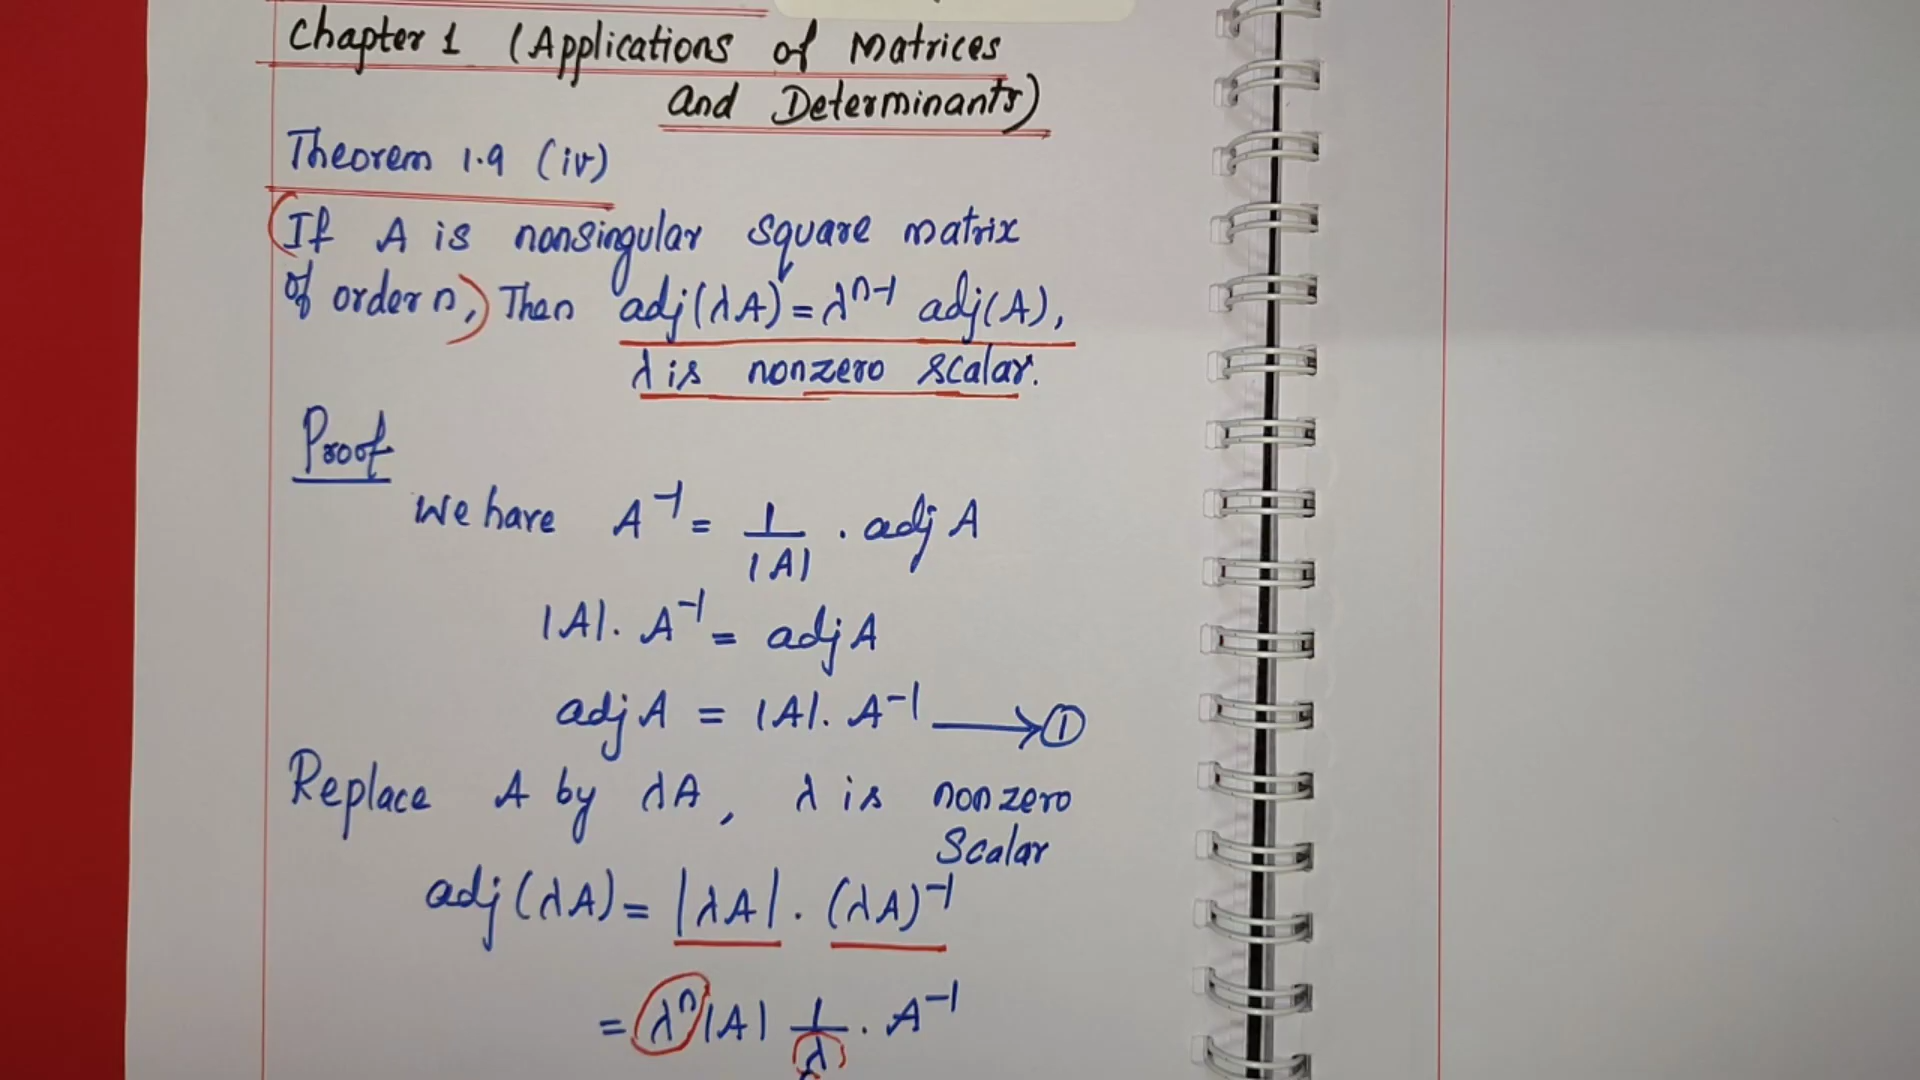 Chapter 1 (Applications of Matrices
and Determinants)
Theorem 1.9 (iv)
If A is nonsingular square matrix
of order n, Then adj(λA) = λⁿ⁻¹ adj(A),
λ is nonzero scalar.
Proof
We have A⁻¹ = 1/|A| . adj A
|A|. A⁻¹ = adj A
adj A = |A|. A⁻¹ ⟶ ①
Replace A by λA, λ is nonzero
Scalar
adj(λA) = |λA| . (λA)⁻¹
= λⁿ |A| 1/λ . A⁻¹